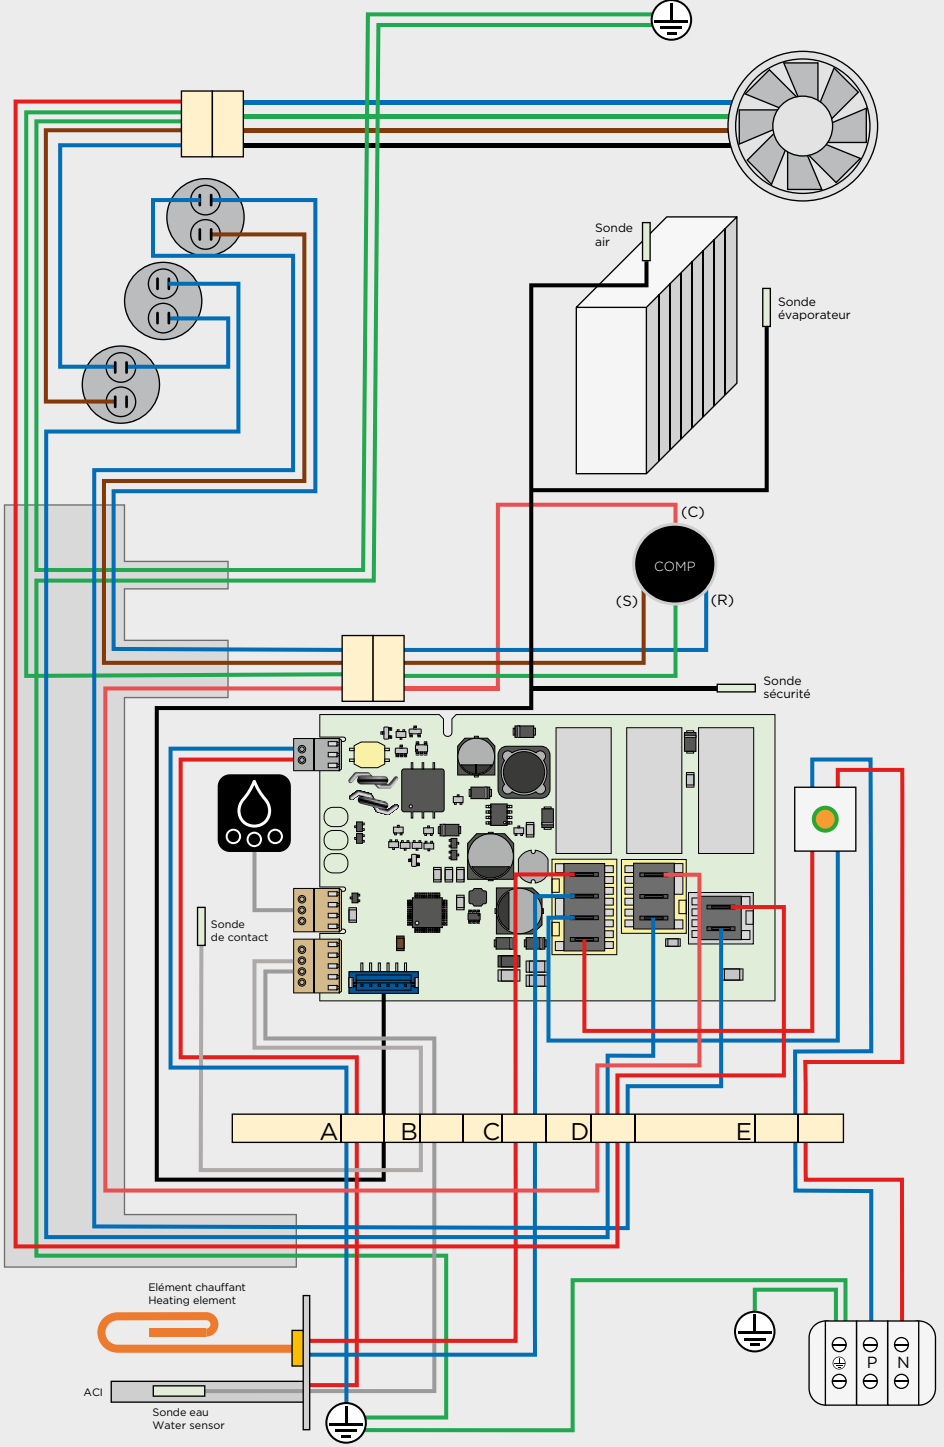 Sonde
air
Sonde
évaporateur
(C)
COMP
(S)
(R)
Sonde
sécurité
Sonde
de contact
A
B
C
D
E
Elément chauffant
Heating element
ACI
Sonde eau
Water sensor
P
N